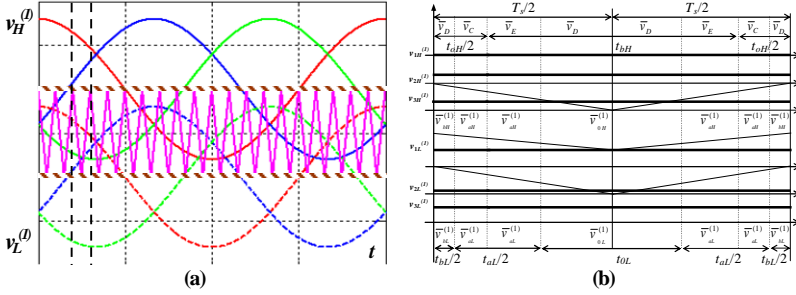 v_H^(I)
v_L^(I)
t
(a)
T_s/2 T_s/2
v̅_D v̅_C v̅_E v̅_D v̅_D v̅_E v̅_C v̅_D
t_oH/2 t_bH t_oH/2
v_1H^(I)
v_2H^(I)
v_3H^(I)
v̅_bH^(1) v̅_aH^(1) v̅_aH^(1) v̅_0H^(1) v̅_aH^(1) v̅_aH^(1) v̅_bH^(1)
v_1L^(I)
v_2L^(I)
v_3L^(I)
v̅_bL^(1) v̅_aL^(1) v̅_aL^(1) v̅_0L^(1) v̅_aL^(1) v̅_aL^(1) v̅_bL^(1)
t_bL/2 t_aL/2 t_0L t_aL/2 t_bL/2
(b)